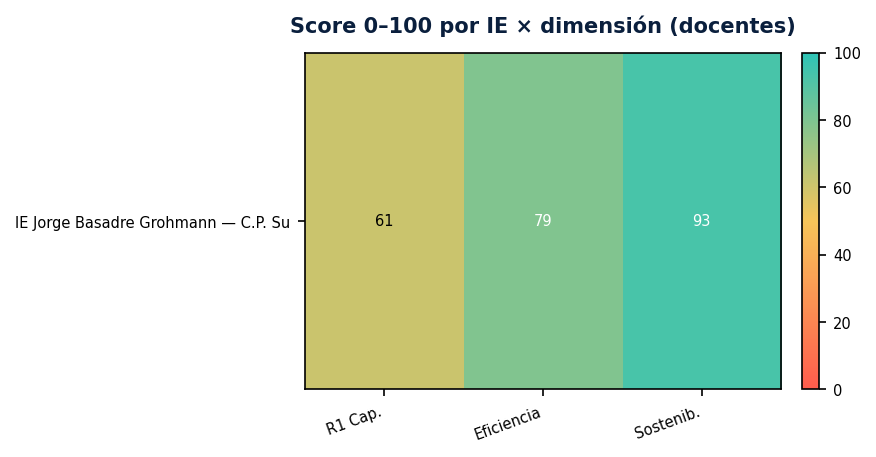 Score 0–100 por IE × dimensión (docentes)
IE Jorge Basadre Grohmann — C.P. Su
61
79
93
R1 Cap.
Eficiencia
Sostenib.
100
80
60
40
20
0